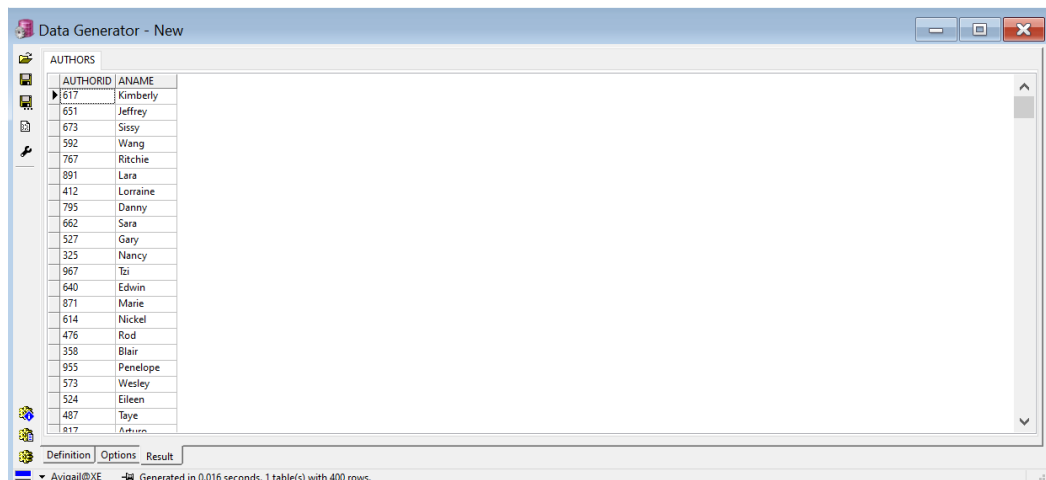 Data Generator - New
AUTHORS
AUTHORID ANAME
617 Kimberly
651 Jeffrey
673 Sissy
592 Wang
767 Ritchie
891 Lara
412 Lorraine
795 Danny
662 Sara
527 Gary
325 Nancy
967 Tzi
640 Edwin
871 Marie
614 Nickel
476 Rod
358 Blair
955 Penelope
573 Wesley
524 Eileen
487 Taye
817 Arturo
Definition Options Result
Avigail@XE Generated in 0.016 seconds, 1 table(s) with 400 rows.